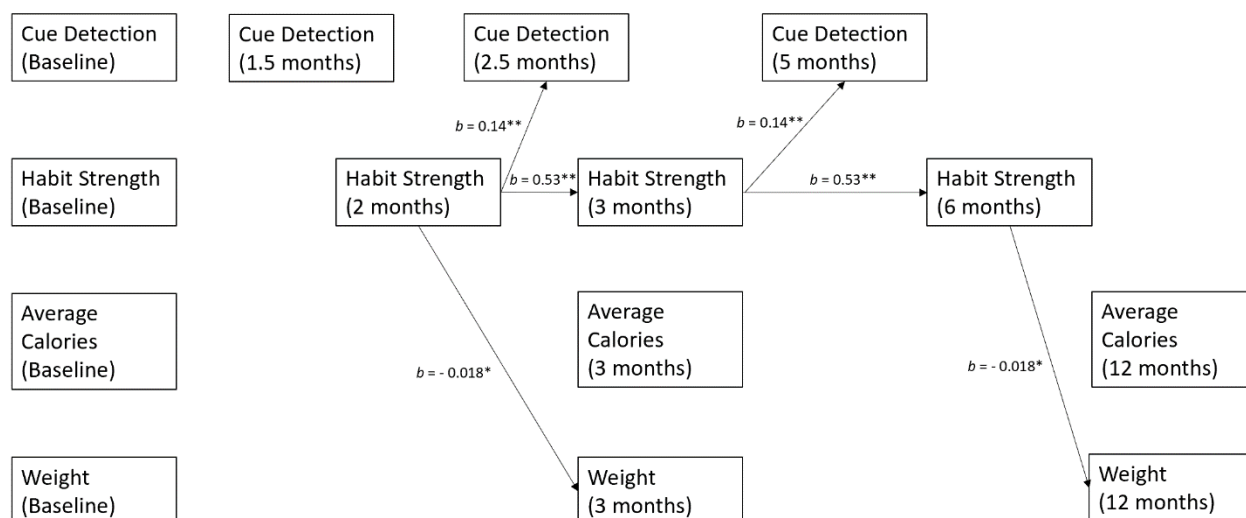 Cue Detection
(Baseline)
Cue Detection
(1.5 months)
Cue Detection
(2.5 months)
Cue Detection
(5 months)
b = 0.14**
b = 0.14**
Habit Strength
(Baseline)
Habit Strength
(2 months)
b = 0.53**
Habit Strength
(3 months)
b = 0.53**
Habit Strength
(6 months)
Average
Calories
(Baseline)
b = - 0.018*
Average
Calories
(3 months)
b = - 0.018*
Average
Calories
(12 months)
Weight
(Baseline)
Weight
(3 months)
Weight
(12 months)